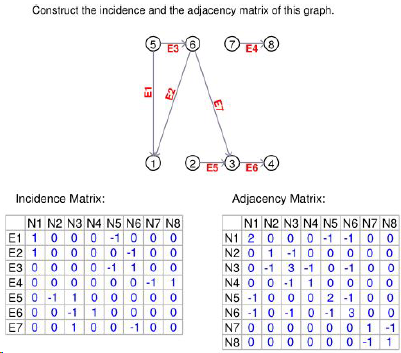 Construct the incidence and the adjacency matrix of this graph.
5 E3 6 7 E4 8
E1 E2 E7
1 2 E5 3 E6 4
Incidence Matrix: Adjacency Matrix:
N1 N2 N3 N4 N5 N6 N7 N8
E1 1 0 0 0 -1 0 0 0
E2 1 0 0 0 0 -1 0 0
E3 0 0 0 0 -1 1 0 0
E4 0 0 0 0 0 0 -1 1
E5 0 -1 1 0 0 0 0 0
E6 0 0 -1 1 0 0 0 0
E7 0 0 1 0 0 -1 0 0
N1 N2 N3 N4 N5 N6 N7 N8
N1 2 0 0 0 -1 -1 0 0
N2 0 1 -1 0 0 0 0 0
N3 0 -1 3 -1 0 -1 0 0
N4 0 0 -1 1 0 0 0 0
N5 -1 0 0 0 2 -1 0 0
N6 -1 0 -1 0 -1 3 0 0
N7 0 0 0 0 0 0 1 -1
N8 0 0 0 0 0 0 -1 1